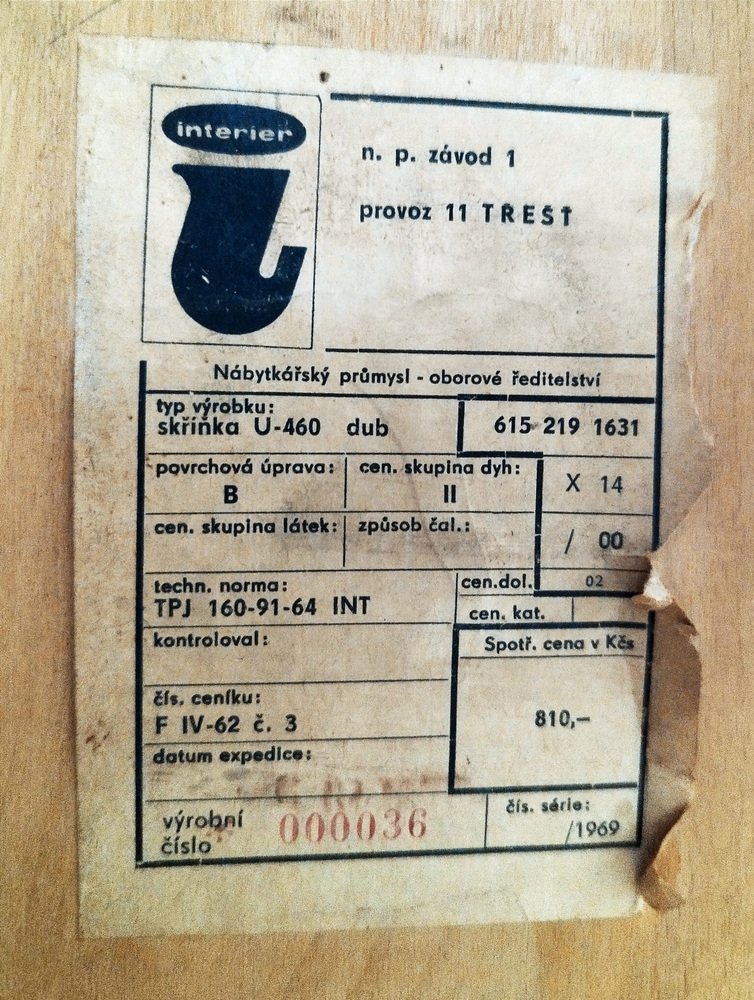 interier
n. p. závod 1
provoz 11 TŘEŠŤ
Nábytkářský průmysl - oborové ředitelství
typ výrobku:
skříňka U-460 dub 615 219 1631
povrchová úprava: cen. skupina dyh:
B II X 14
cen. skupina látek: způsob čal.:
/ 00
techn. norma: cen.dol. 02
TPJ 160-91-64 INT cen. kat.
kontroloval: Spotř. cena v Kčs
čís. ceníku:
F IV-62 č. 3 810,—
datum expedice:
výrobní číslo 000036 čís. série:
/1969